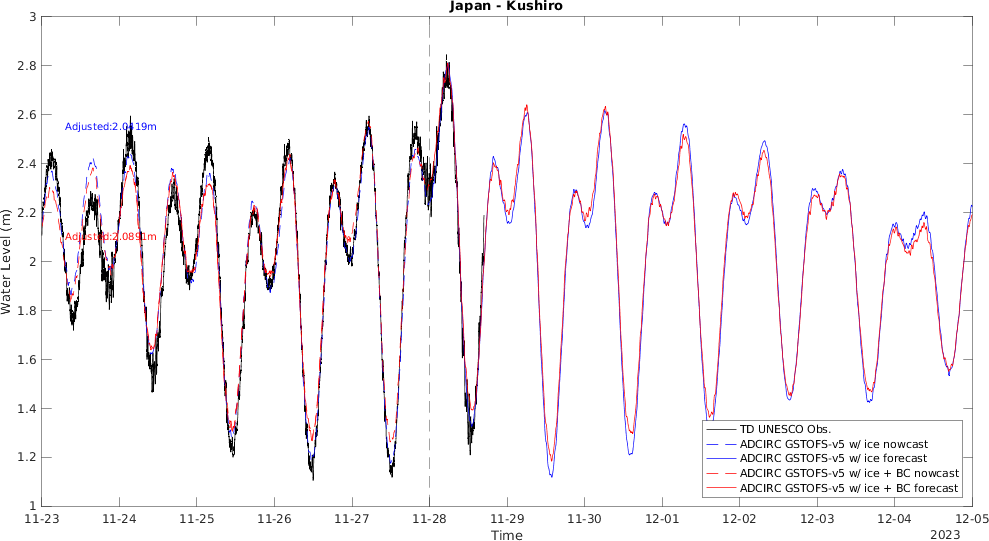 Japan - Kushiro
3
2.8
2.6
2.4
2.2
2
1.8
1.6
1.4
1.2
1
Water Level (m)
Adjusted:2.0419m
Adjusted:2.0891m
TD UNESCO Obs.
ADCIRC GSTOFS-v5 w/ ice nowcast
ADCIRC GSTOFS-v5 w/ ice forecast
ADCIRC GSTOFS-v5 w/ ice + BC nowcast
ADCIRC GSTOFS-v5 w/ ice + BC forecast
11-23 11-24 11-25 11-26 11-27 11-28 11-29 11-30 12-01 12-02 12-03 12-04 12-05
Time
2023